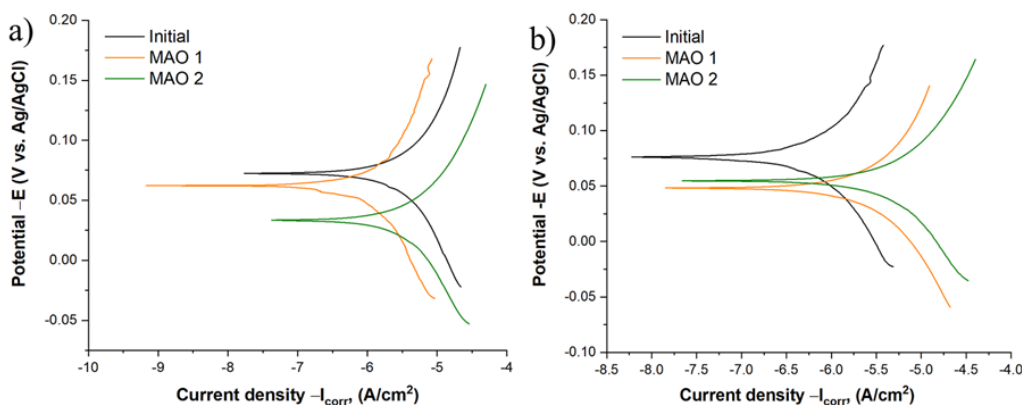 a)
Initial
MAO 1
MAO 2
Potential –E (V vs. Ag/AgCl)
0.20
0.15
0.10
0.05
0.00
-0.05
-10 -9 -8 -7 -6 -5 -4
Current density –Icorr, (A/cm²)
b)
Initial
MAO 1
MAO 2
Potential -E (V vs. Ag/AgCl)
0.20
0.15
0.10
0.05
0.00
-0.05
-0.10
-8.5 -8.0 -7.5 -7.0 -6.5 -6.0 -5.5 -5.0 -4.5 -4.0
Current density –Icorr, (A/cm²)